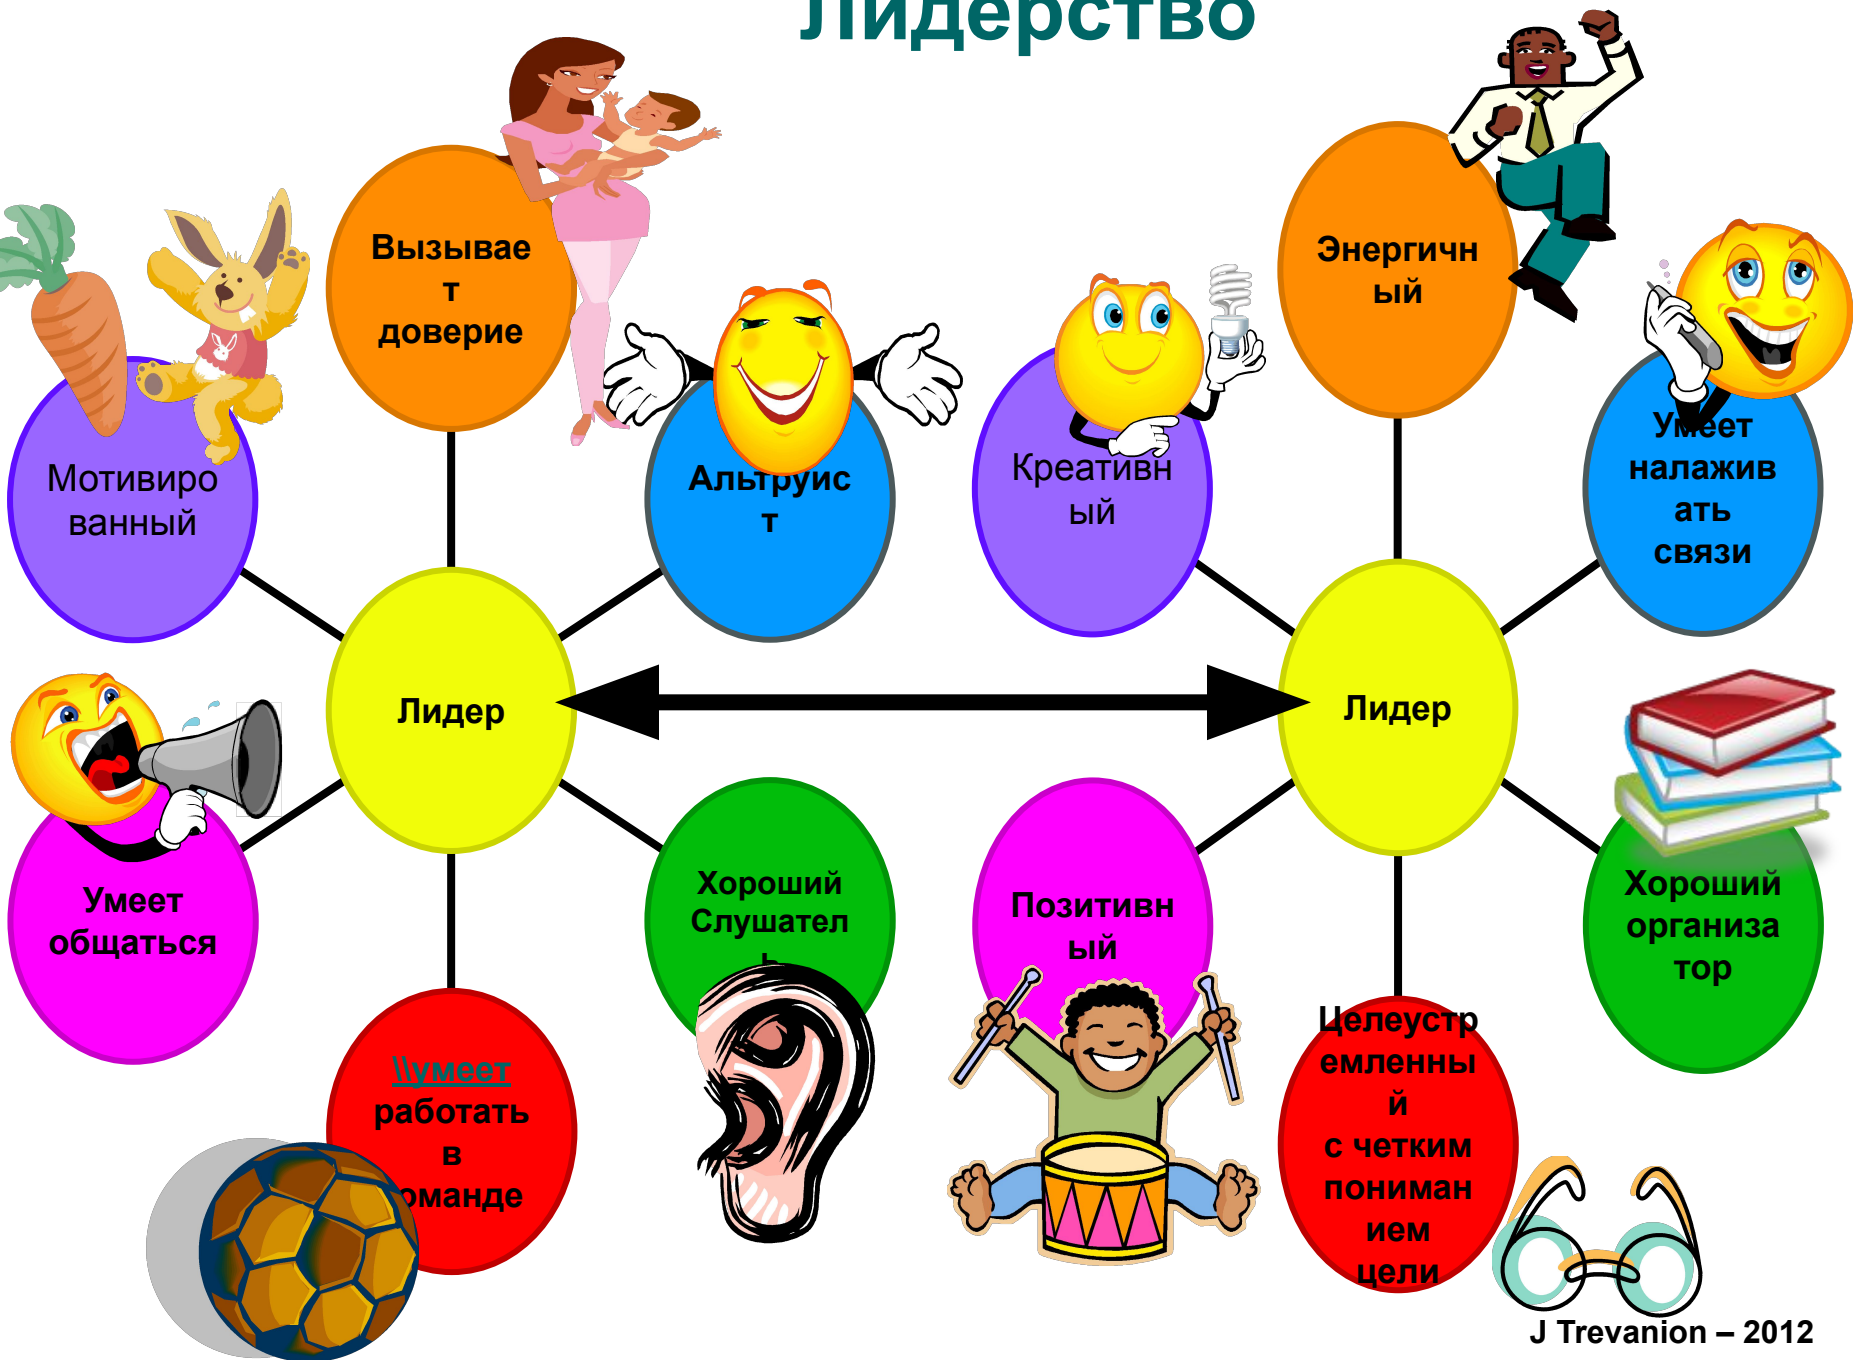 Лидерство
Вызывае
т
доверие
Энергичн
ый
Мотивиро
ванный
Альтруис
т
Креативн
ый
Умеет
налажив
ать
связи
Лидер
Лидер
Умеет
общаться
Хороший
Слушател
ь
Позитивн
ый
Хороший
организа
тор
\\умеет
работать
в
команде
Целеустр
емленны
й
с четким
пониман
ием
цели
J Trevanion – 2012